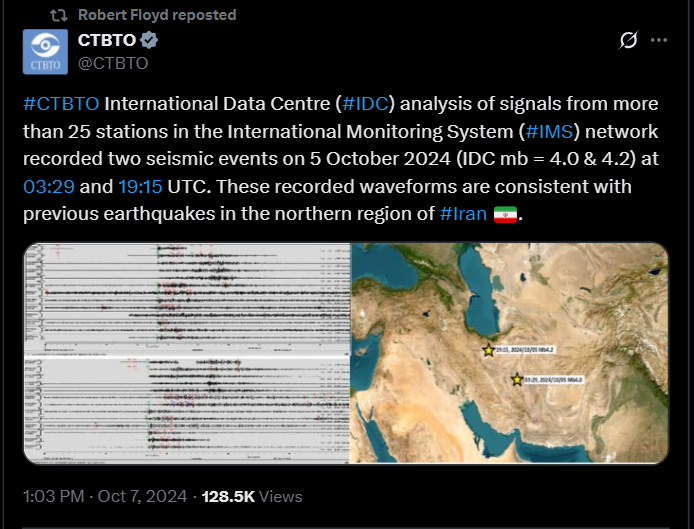 Robert Floyd reposted
CTBTO
@CTBTO
CTBTO
#CTBTO International Data Centre (#IDC) analysis of signals from more
than 25 stations in the International Monitoring System (#IMS) network
recorded two seismic events on 5 October 2024 (IDC mb = 4.0 & 4.2) at
03:29 and 19:15 UTC. These recorded waveforms are consistent with
previous earthquakes in the northern region of #Iran 🇮🇷.
19:15, 2024/10/05 Mb4.2
03:29, 2024/10/05 Mb4.0
1:03 PM · Oct 7, 2024 · 128.5K Views